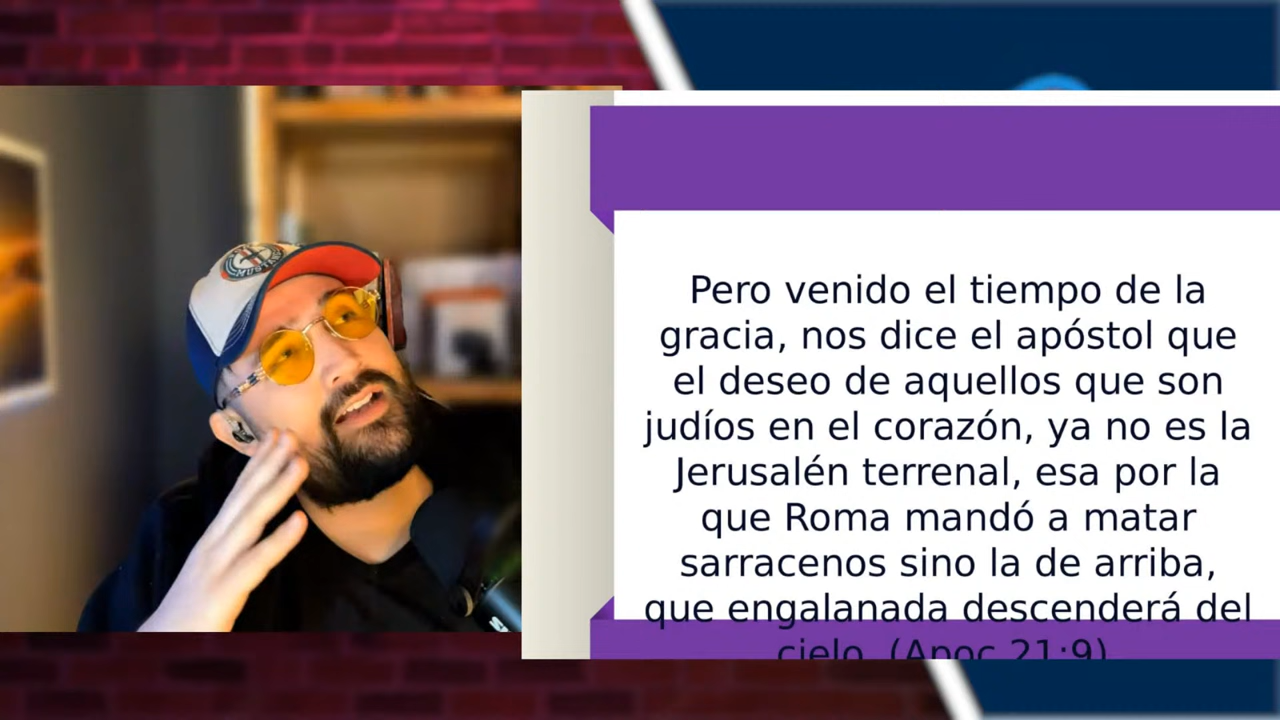 MUSTANG
Pero venido el tiempo de la
gracia, nos dice el apóstol que
el deseo de aquellos que son
judíos en el corazón, ya no es la
Jerusalén terrenal, esa por la
que Roma mandó a matar
sarracenos sino la de arriba,
que engalanada descenderá del
cielo. (Apoc 21:9)